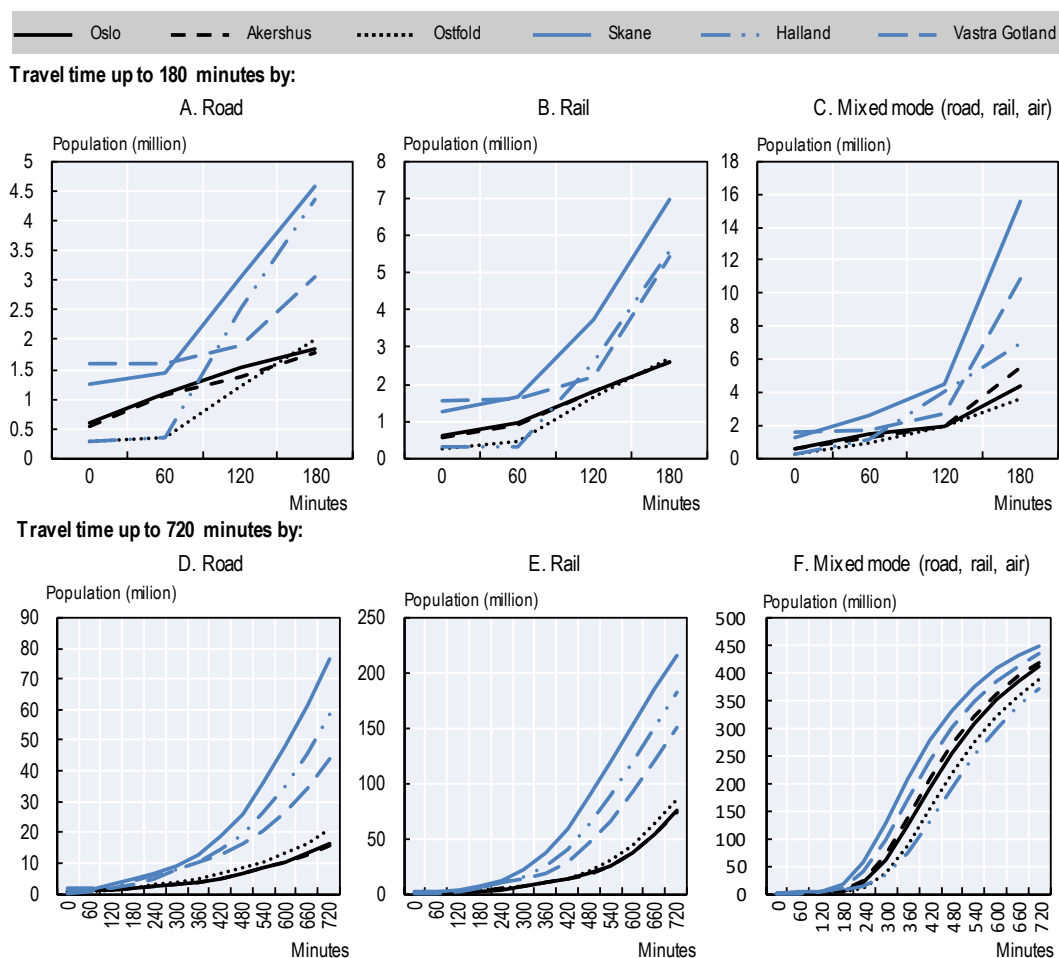 Oslo Akershus Ostfold Skane Halland Vastra Gotland
Travel time up to 180 minutes by:
A. Road
Population (million)
5
4.5
4
3.5
3
2.5
2
1.5
1
0.5
0
0 60 120 180
Minutes
B. Rail
Population (million)
8
7
6
5
4
3
2
1
0
0 60 120 180
Minutes
C. Mixed mode (road, rail, air)
Population (million)
18
16
14
12
10
8
6
4
2
0
0 60 120 180
Minutes
Travel time up to 720 minutes by:
D. Road
Population (milion)
90
80
70
60
50
40
30
20
10
0
0 60 120 180 240 300 360 420 480 540 600 660 720
Minutes
E. Rail
Population (million)
250
200
150
100
50
0
0 60 120 180 240 300 360 420 480 540 600 660 720
Minutes
F. Mixed mode (road, rail, air)
Population (million)
500
450
400
350
300
250
200
150
100
50
0
0 60 120 180 240 300 360 420 480 540 600 660 720
Minutes